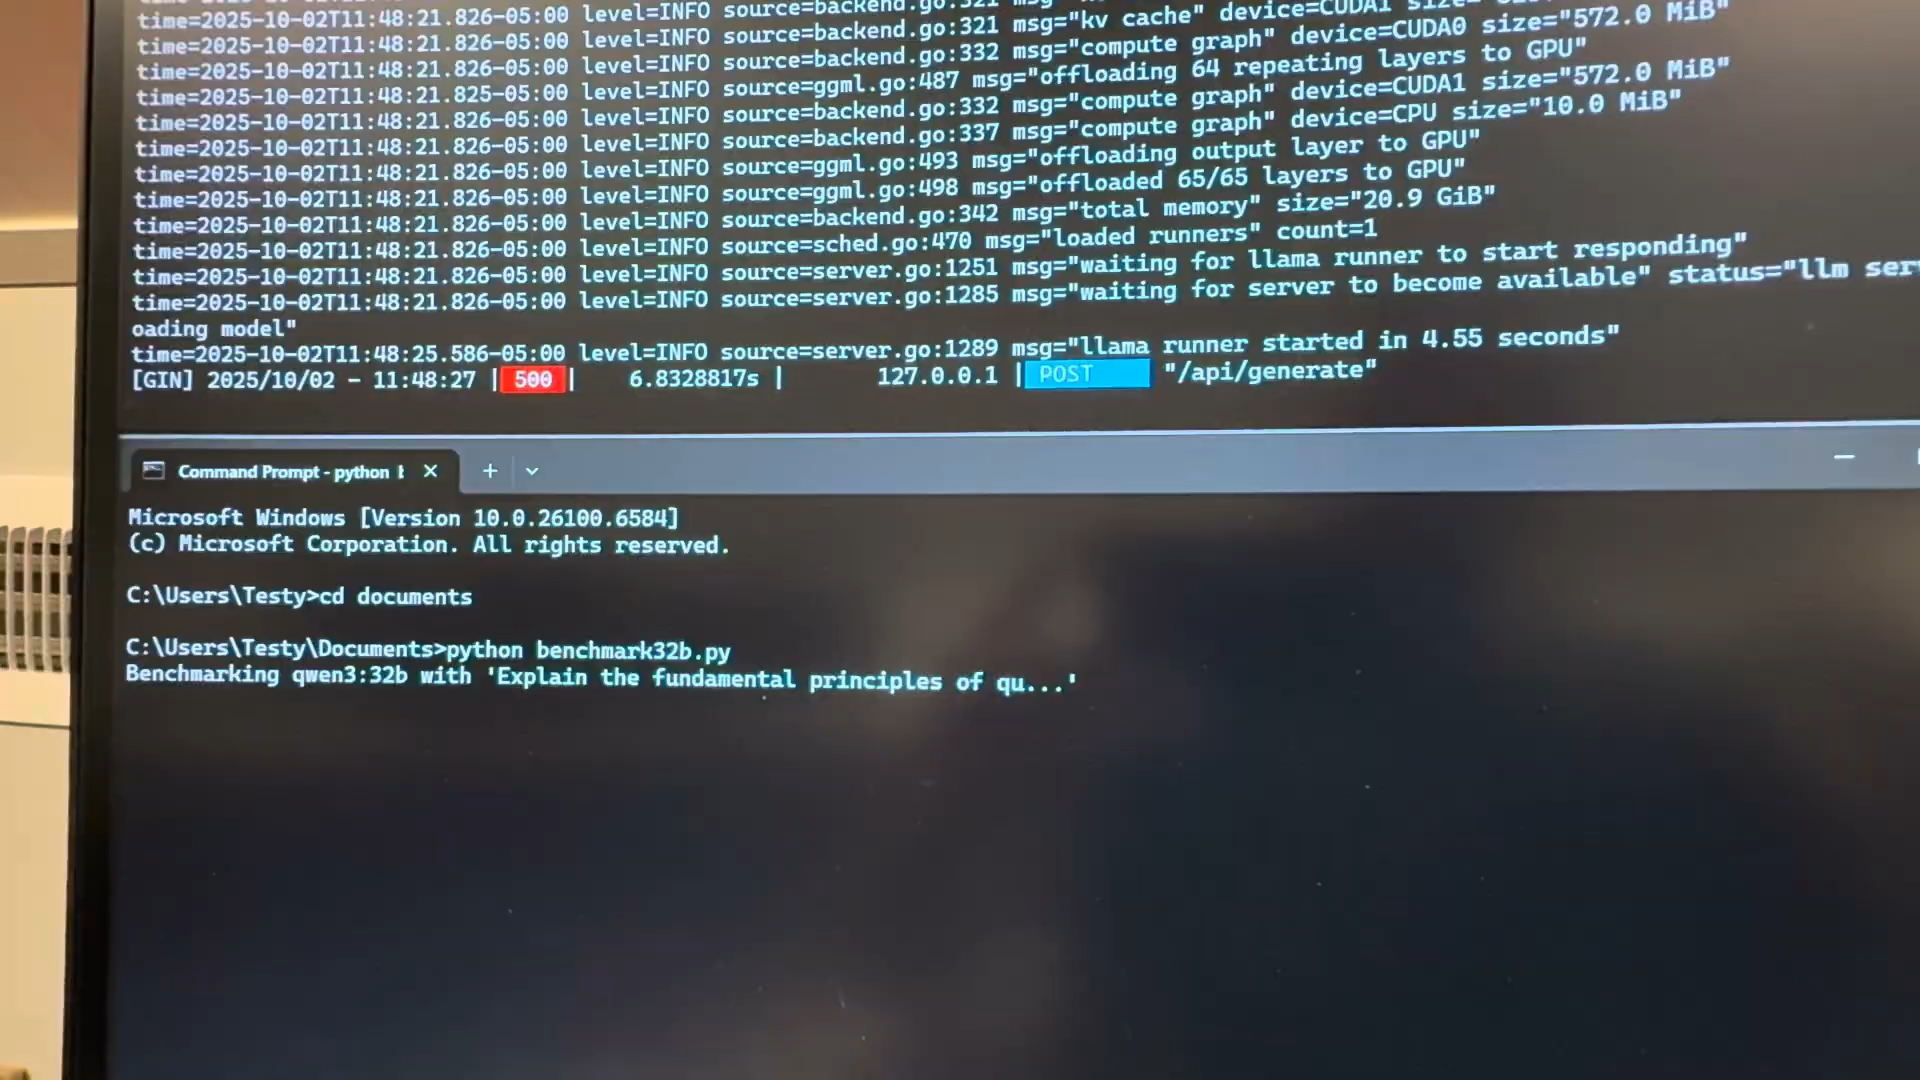 time=2025-10-02T11:48:21.826-05:00 level=INFO source=backend.go:321 msg="kv cache" device=CUDA1
time=2025-10-02T11:48:21.826-05:00 level=INFO source=backend.go:332 msg="compute graph" device=CUDA0 size="572.0 MiB"
time=2025-10-02T11:48:21.826-05:00 level=INFO source=ggml.go:487 msg="offloading 64 repeating layers to GPU"
time=2025-10-02T11:48:21.825-05:00 level=INFO source=backend.go:332 msg="compute graph" device=CUDA1 size="572.0 MiB"
time=2025-10-02T11:48:21.826-05:00 level=INFO source=backend.go:337 msg="compute graph" device=CPU size="10.0 MiB"
time=2025-10-02T11:48:21.826-05:00 level=INFO source=ggml.go:493 msg="offloading output layer to GPU"
time=2025-10-02T11:48:21.826-05:00 level=INFO source=ggml.go:498 msg="offloaded 65/65 layers to GPU"
time=2025-10-02T11:48:21.826-05:00 level=INFO source=backend.go:342 msg="total memory" size="20.9 GiB"
time=2025-10-02T11:48:21.826-05:00 level=INFO source=sched.go:470 msg="loaded runners" count=1
time=2025-10-02T11:48:21.826-05:00 level=INFO source=server.go:1251 msg="waiting for llama runner to start responding"
time=2025-10-02T11:48:21.826-05:00 level=INFO source=server.go:1285 msg="waiting for server to become available" status="llm ser
oading model"
time=2025-10-02T11:48:25.586-05:00 level=INFO source=server.go:1289 msg="llama runner started in 4.55 seconds"
[GIN] 2025/10/02 - 11:48:27 | 500 | 6.8328817s | 127.0.0.1 | POST "/api/generate"
Command Prompt - python
Microsoft Windows [Version 10.0.26100.6584]
(c) Microsoft Corporation. All rights reserved.
C:\Users\Testy>cd documents
C:\Users\Testy\Documents>python benchmark32b.py
Benchmarking qwen3:32b with 'Explain the fundamental principles of qu...'